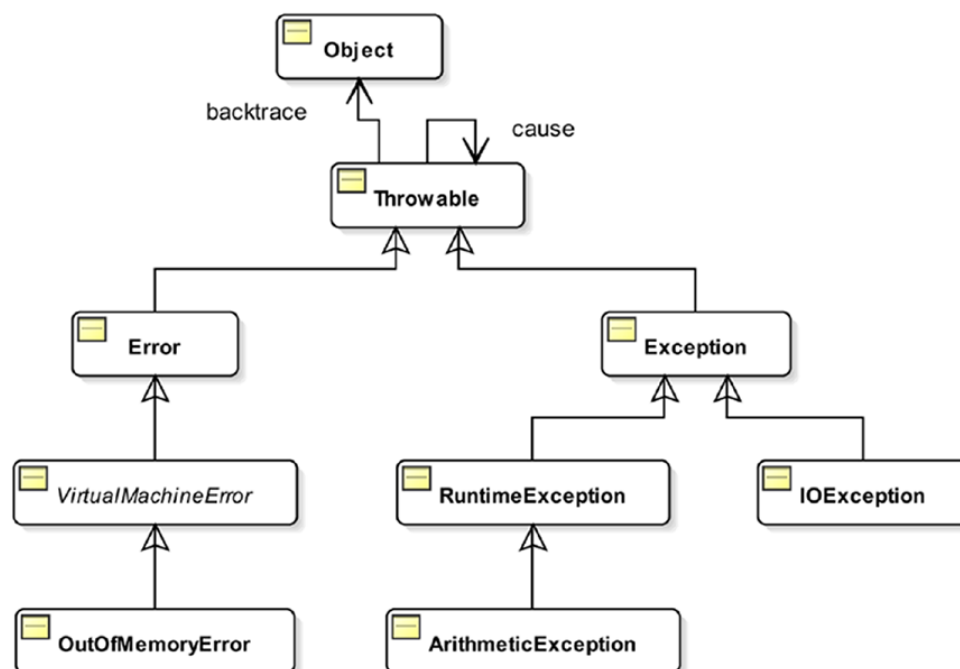 Object
backtrace
cause
Throwable
Error
Exception
VirtualMachineError
RuntimeException
IOException
OutOfMemoryError
ArithmeticException